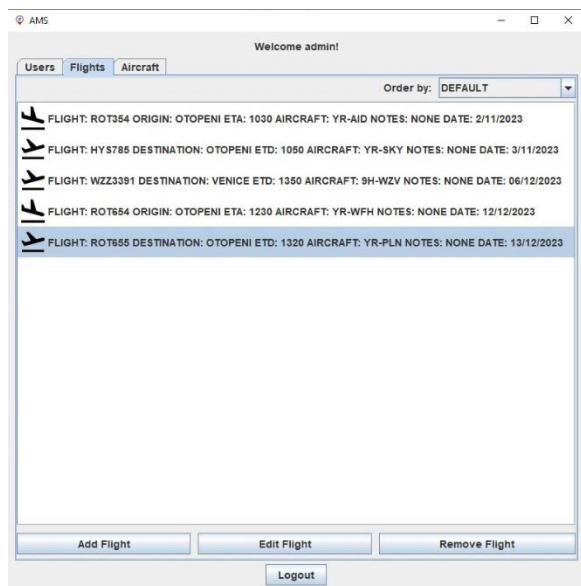 AMS
Welcome admin!
Users Flights Aircraft
Order by: DEFAULT
FLIGHT: ROT354 ORIGIN: OTOPENI ETA: 1030 AIRCRAFT: YR-AID NOTES: NONE DATE: 2/11/2023
FLIGHT: HYS785 DESTINATION: OTOPENI ETD: 1050 AIRCRAFT: YR-SKY NOTES: NONE DATE: 3/11/2023
FLIGHT: WZZ3391 DESTINATION: VENICE ETD: 1350 AIRCRAFT: 9H-WZV NOTES: NONE DATE: 06/12/2023
FLIGHT: ROT654 ORIGIN: OTOPENI ETA: 1230 AIRCRAFT: YR-WFH NOTES: NONE DATE: 12/12/2023
FLIGHT: ROT655 DESTINATION: OTOPENI ETD: 1320 AIRCRAFT: YR-PLN NOTES: NONE DATE: 13/12/2023
Add Flight Edit Flight Remove Flight
Logout